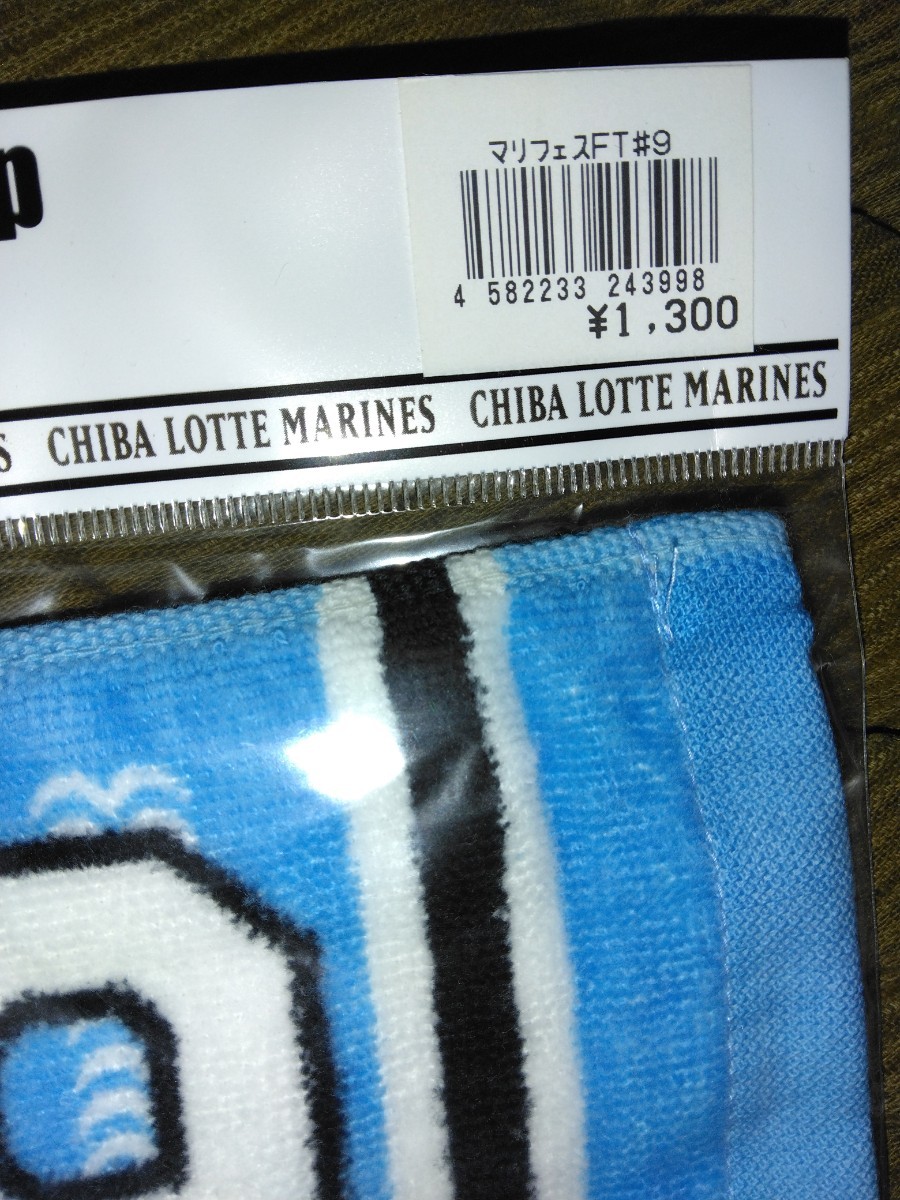 p
マリフェスFT#9
4 582233 243998
¥1,300
S CHIBA LOTTE MARINES CHIBA LOTTE MARINES
9